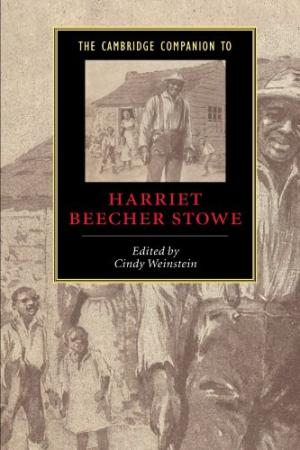 THE CAMBRIDGE COMPANION TO
HARRIET
BEECHER STOWE
Edited by
Cindy Weinstein